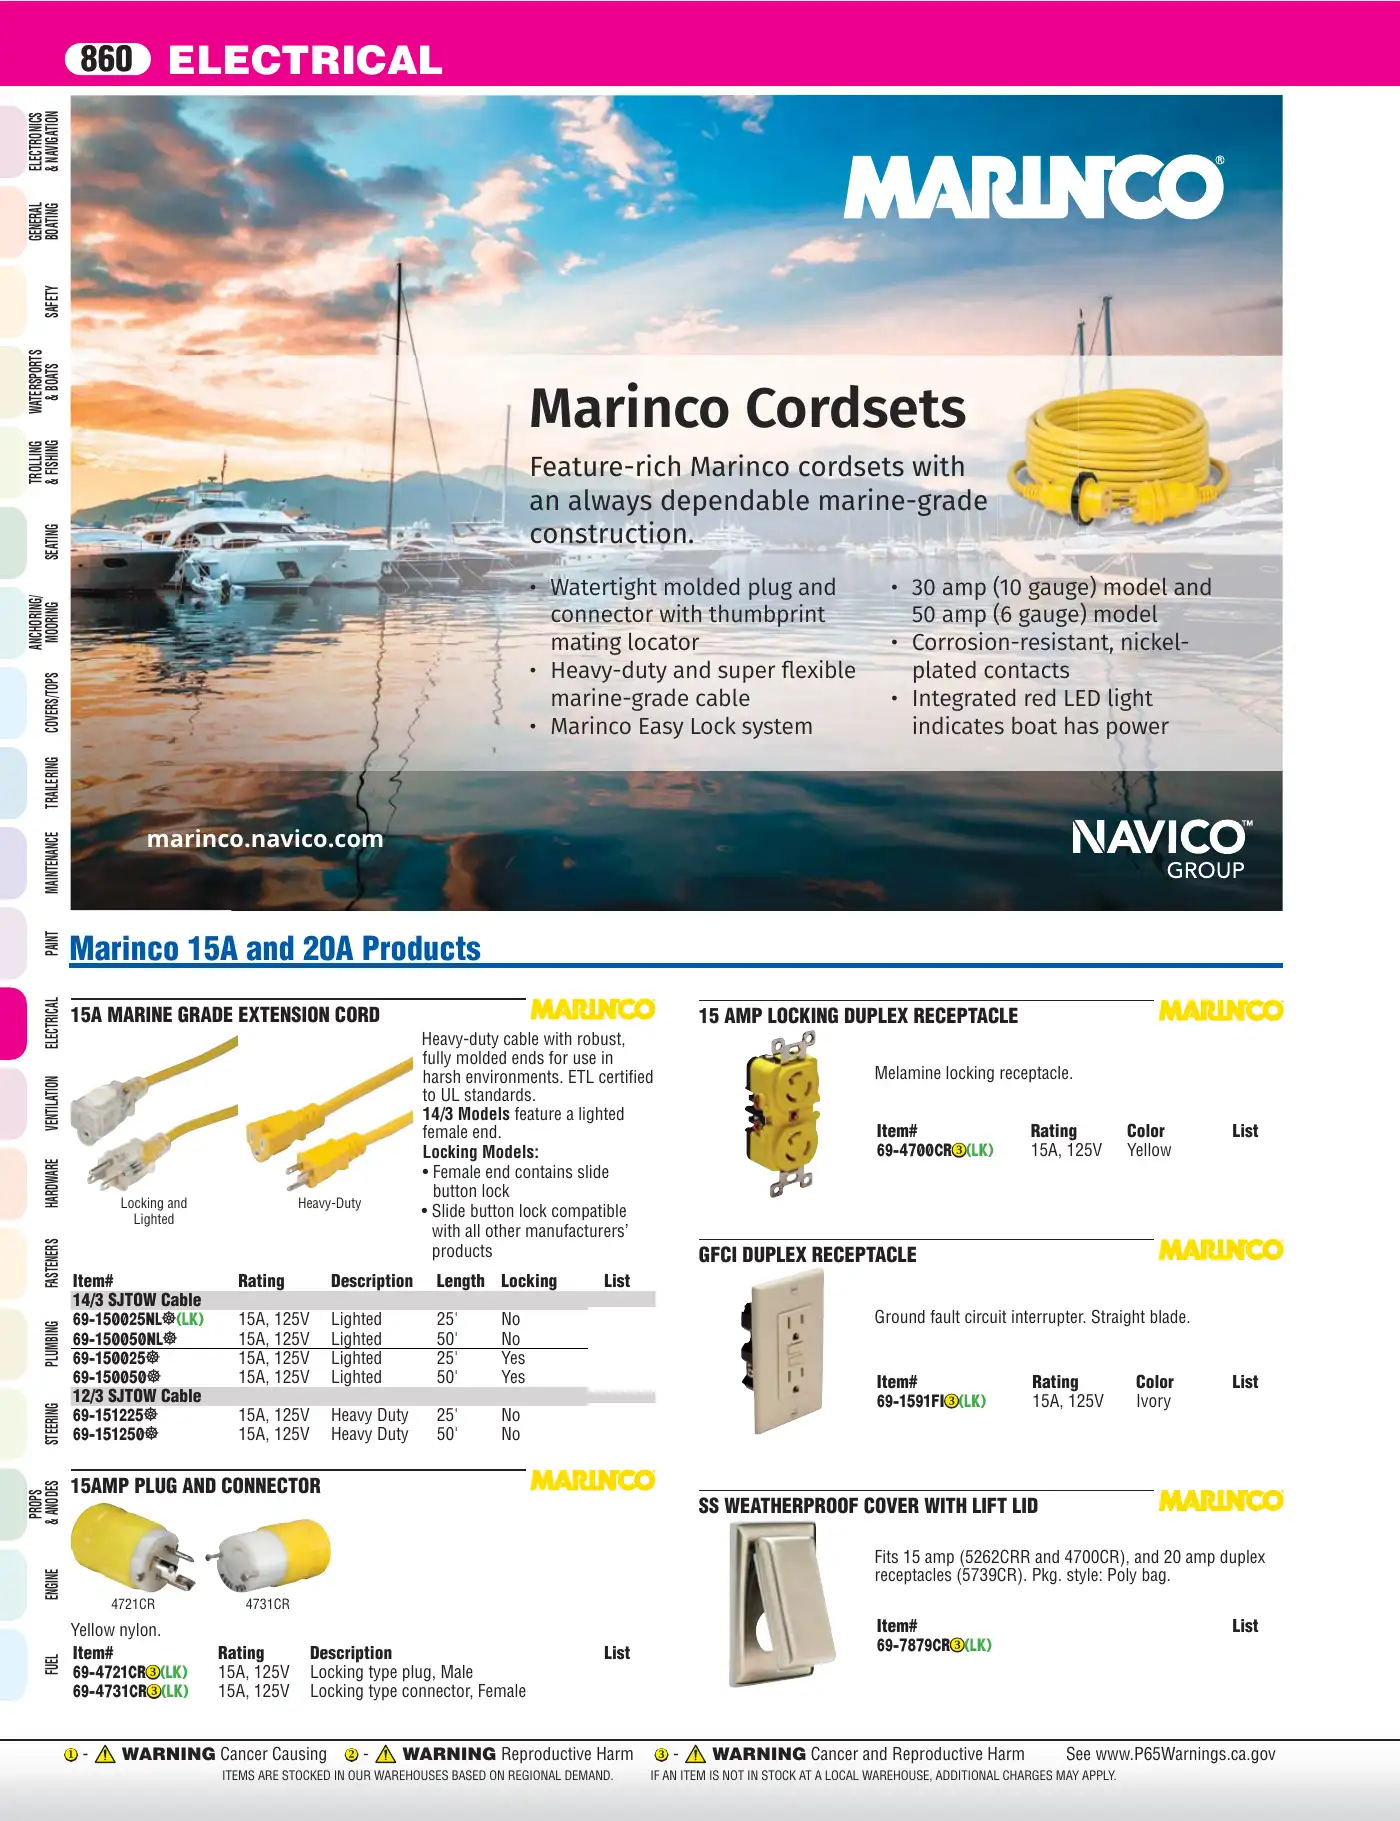 860 ELECTRICAL
ELECTRONICS
& NAVIGATION
GENERAL
BOATING
SAFETY
WATERSPORTS
& BOATS
TROLLING
& FISHING
SEATING
ANCHORING/
MOORING
COVERS/TOPS
TRAILERING
MAINTENANCE
PAINT
ELECTRICAL
VENTILATION
HARDWARE
FASTENERS
PLUMBING
STEERING
PROPS
& ANODES
ENGINE
FUEL
MARINCO®
Marinco Cordsets
Feature-rich Marinco cordsets with
an always dependable marine-grade
construction.
• Watertight molded plug and
connector with thumbprint
mating locator
• Heavy-duty and super flexible
marine-grade cable
• Marinco Easy Lock system
• 30 amp (10 gauge) model and
50 amp (6 gauge) model
• Corrosion-resistant, nickel-
plated contacts
• Integrated red LED light
indicates boat has power
marinco.navico.com
NAVICO™
GROUP
Marinco 15A and 20A Products
15A MARINE GRADE EXTENSION CORD
MARINCO
Locking and
Lighted
Heavy-Duty
Heavy-duty cable with robust,
fully molded ends for use in
harsh environments. ETL certified
to UL standards.
14/3 Models feature a lighted
female end.
Locking Models:
• Female end contains slide
button lock
• Slide button lock compatible
with all other manufacturers’
products
Item# Rating Description Length Locking List
14/3 SJTOW Cable
69-150025NL☸(LK) 15A, 125V Lighted 25' No
69-150050NL☸ 15A, 125V Lighted 50' No
69-150025☸ 15A, 125V Lighted 25' Yes
69-150050☸ 15A, 125V Lighted 50' Yes
12/3 SJTOW Cable
69-151225☸ 15A, 125V Heavy Duty 25' No
69-151250☸ 15A, 125V Heavy Duty 50' No
15AMP PLUG AND CONNECTOR
MARINCO
4721CR 4731CR
Yellow nylon.
Item# Rating Description List
69-4721CR③(LK) 15A, 125V Locking type plug, Male
69-4731CR③(LK) 15A, 125V Locking type connector, Female
15 AMP LOCKING DUPLEX RECEPTACLE
MARINCO
Melamine locking receptacle.
Item# Rating Color List
69-4700CR③(LK) 15A, 125V Yellow
GFCI DUPLEX RECEPTACLE
MARINCO
Ground fault circuit interrupter. Straight blade.
Item# Rating Color List
69-1591FI③(LK) 15A, 125V Ivory
SS WEATHERPROOF COVER WITH LIFT LID
MARINCO
Fits 15 amp (5262CRR and 4700CR), and 20 amp duplex
receptacles (5739CR). Pkg. style: Poly bag.
Item# List
69-7879CR③(LK)
① - ⚠ WARNING Cancer Causing ② - ⚠ WARNING Reproductive Harm ③ - ⚠ WARNING Cancer and Reproductive Harm See www.P65Warnings.ca.gov
ITEMS ARE STOCKED IN OUR WAREHOUSES BASED ON REGIONAL DEMAND. IF AN ITEM IS NOT IN STOCK AT A LOCAL WAREHOUSE, ADDITIONAL CHARGES MAY APPLY.